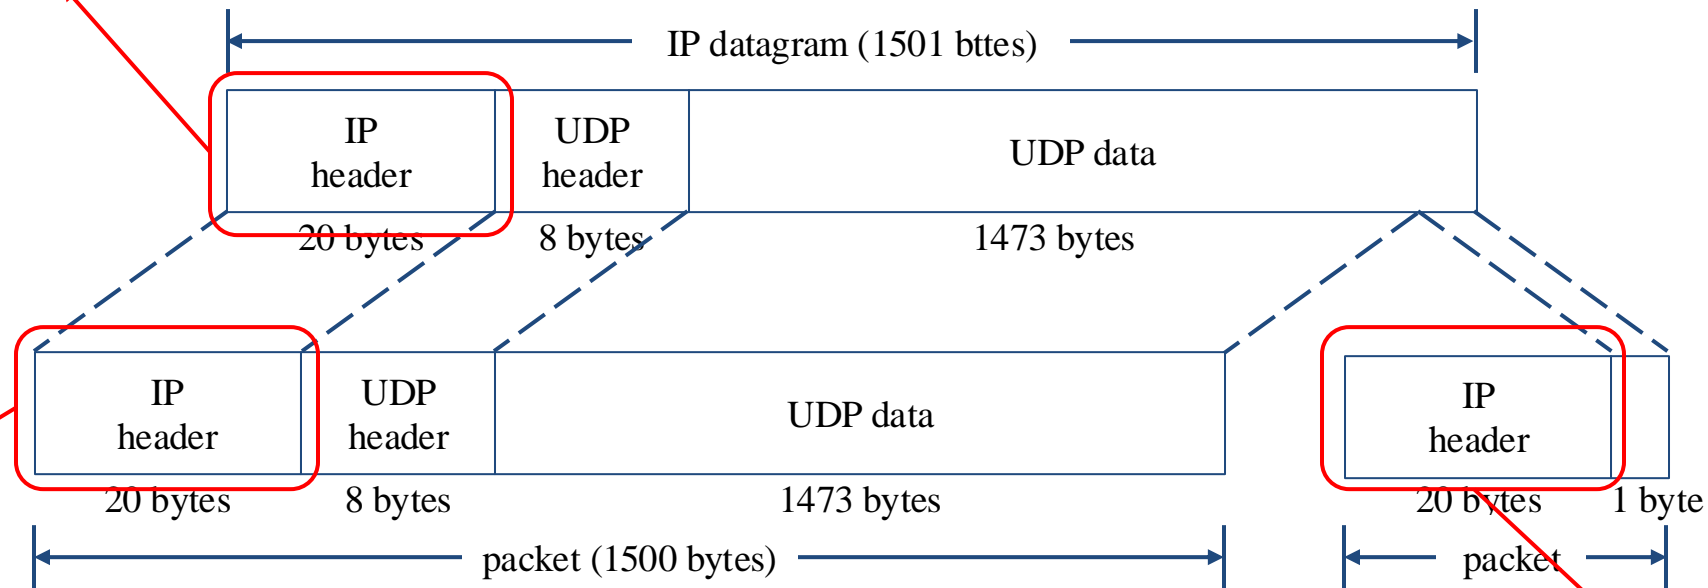 IP datagram (1501 bttes)
IP
header
UDP
header
UDP data
20 bytes
8 bytes
1473 bytes
IP
header
UDP
header
UDP data
IP
header
20 bytes
8 bytes
1473 bytes
20 bytes
1 byte
packet (1500 bytes)
packet